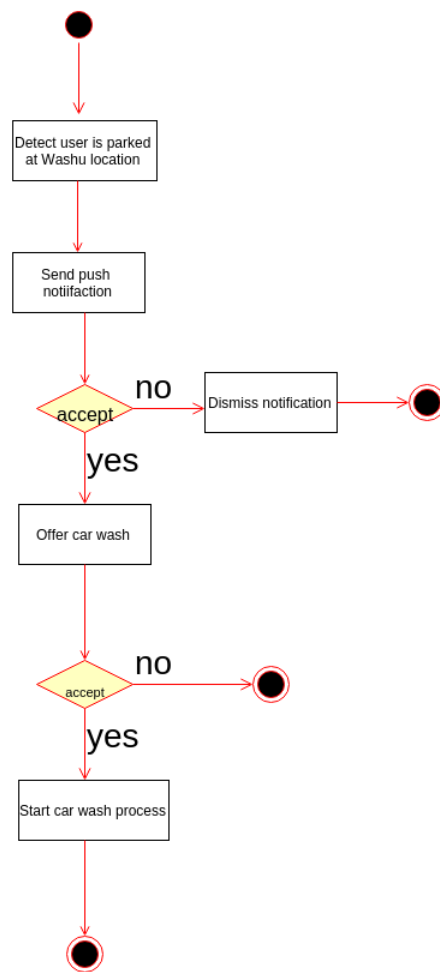 Detect user is parked
at Washu location
Send push
notiifaction
accept
no
Dismiss notification
yes
Offer car wash
accept
no
yes
Start car wash process